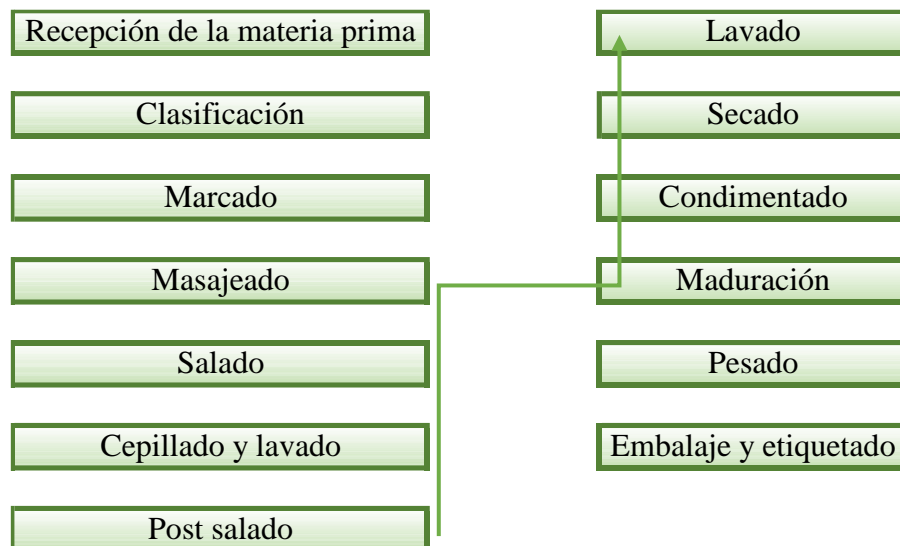 Recepción de la materia prima
Clasificación
Marcado
Masajeado
Salado
Cepillado y lavado
Post salado
Lavado
Secado
Condimentado
Maduración
Pesado
Embalaje y etiquetado